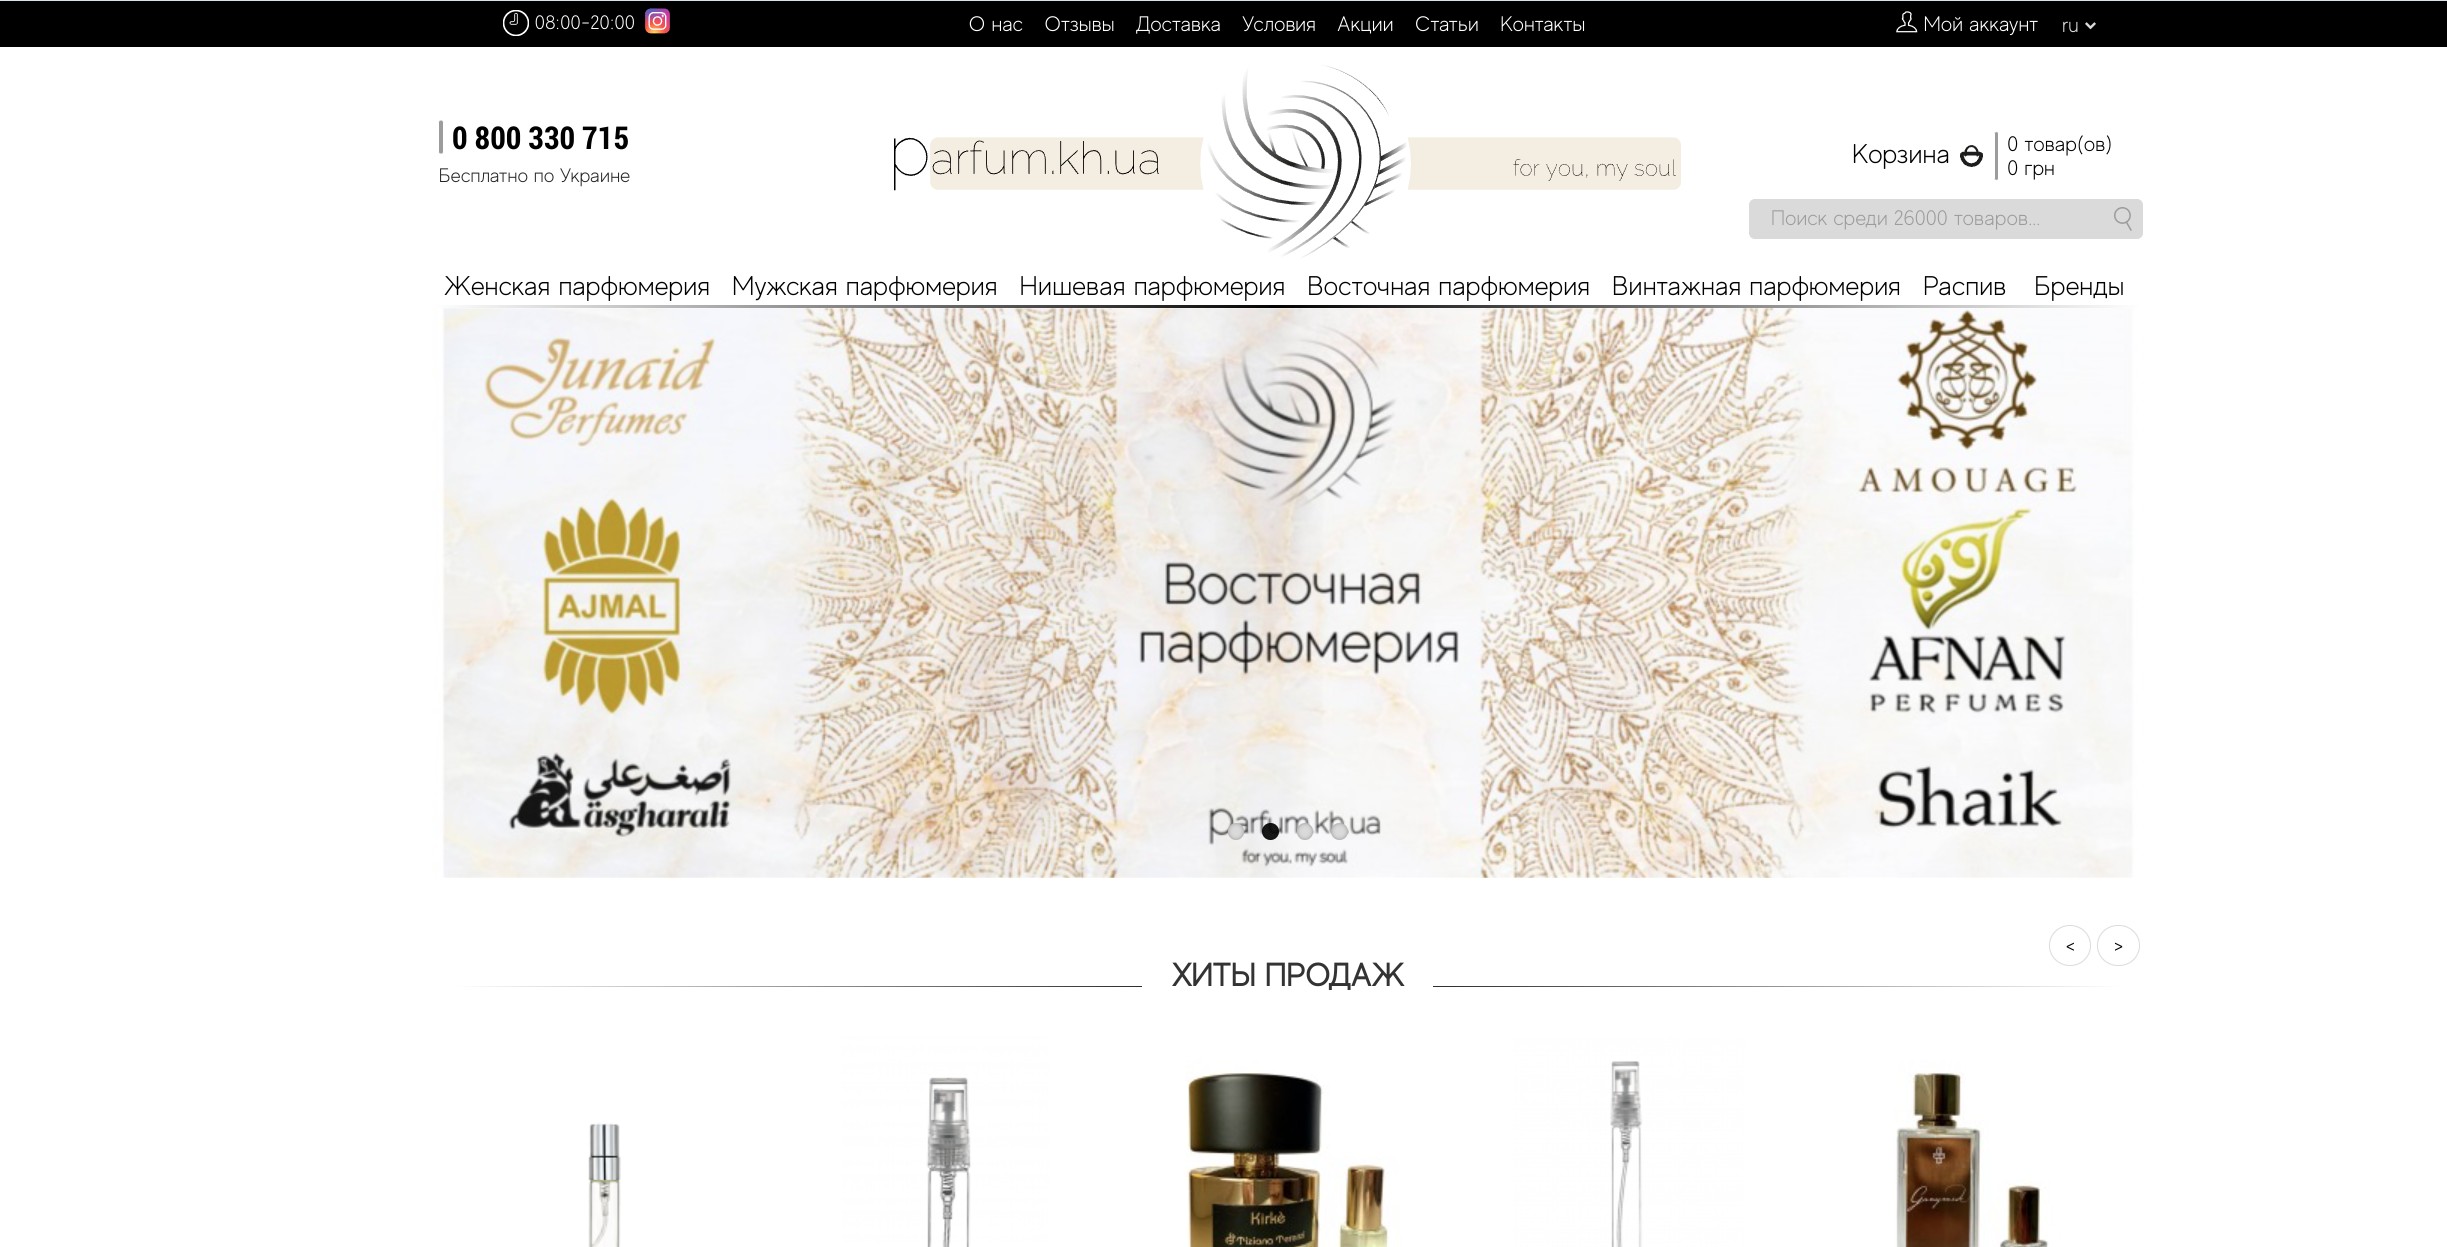 08:00-20:00
О нас Отзывы Доставка Условия Акции Статьи Контакты
Мой аккаунт ru
0 800 330 715
Бесплатно по Украине
parfum.kh.ua
for you, my soul
Корзина
0 товар(ов)
0 грн
Поиск среди 26000 товаров...
Женская парфюмерия Мужская парфюмерия Нишевая парфюмерия Восточная парфюмерия Винтажная парфюмерия Распив Бренды
Junaid
Perfumes
AJMAL
أصغر علي
asgharali
Восточная
парфюмерия
parfum.kh.ua
for you, my soul
AMOUAGE
AFNAN
PERFUMES
Shaik
< >
ХИТЫ ПРОДАЖ
Kirkè
Tiziana Terenzi
Ganymede